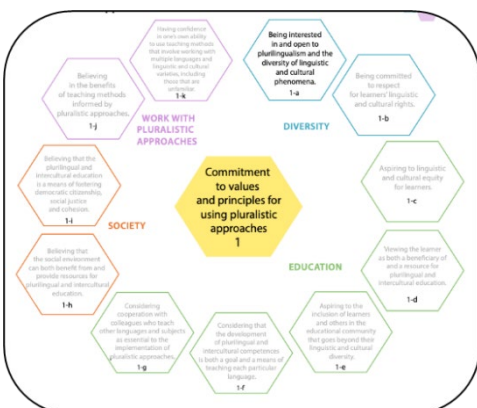 Having confidence
in one's own ability
to use teaching methods
that involve working with
multiple languages and
linguistic and cultural
varieties, including
those that are
unfamiliar.
1-k
Being interested
in and open to
plurilingualism and the
diversity of linguistic
and cultural
phenomena.
1-a
Believing
in the benefits
of teaching methods
informed by
pluralistic approaches.
1-j
Being committed
to respect
for learners' linguistic
and cultural rights.
1-b
WORK WITH
PLURALISTIC
APPROACHES
DIVERSITY
Believing that the
plurilingual and
intercultural education
is a means of fostering
democratic citizenship,
social justice
and cohesion.
1-i
Commitment
to values
and principles for
using pluralistic
approaches
1
Aspiring to linguistic
and cultural equity
for learners.
1-c
SOCIETY
EDUCATION
Believing that
the social environment
can both benefit from and
provide resources for
plurilingual and intercultural
education.
1-h
Viewing the learner
as both a beneficiary of
and a resource for
plurilingual and
intercultural education.
1-d
Considering
cooperation with
colleagues who teach
other languages and subjects
as essential to the
implementation of
pluralistic approaches.
1-g
Considering that
the development
of plurilingual and
intercultural competences
is both a goal and a means of
teaching each particular
language.
1-f
Aspiring to the
inclusion of learners
and others in the
educational community
that goes beyond their
linguistic and cultural
diversity.
1-e